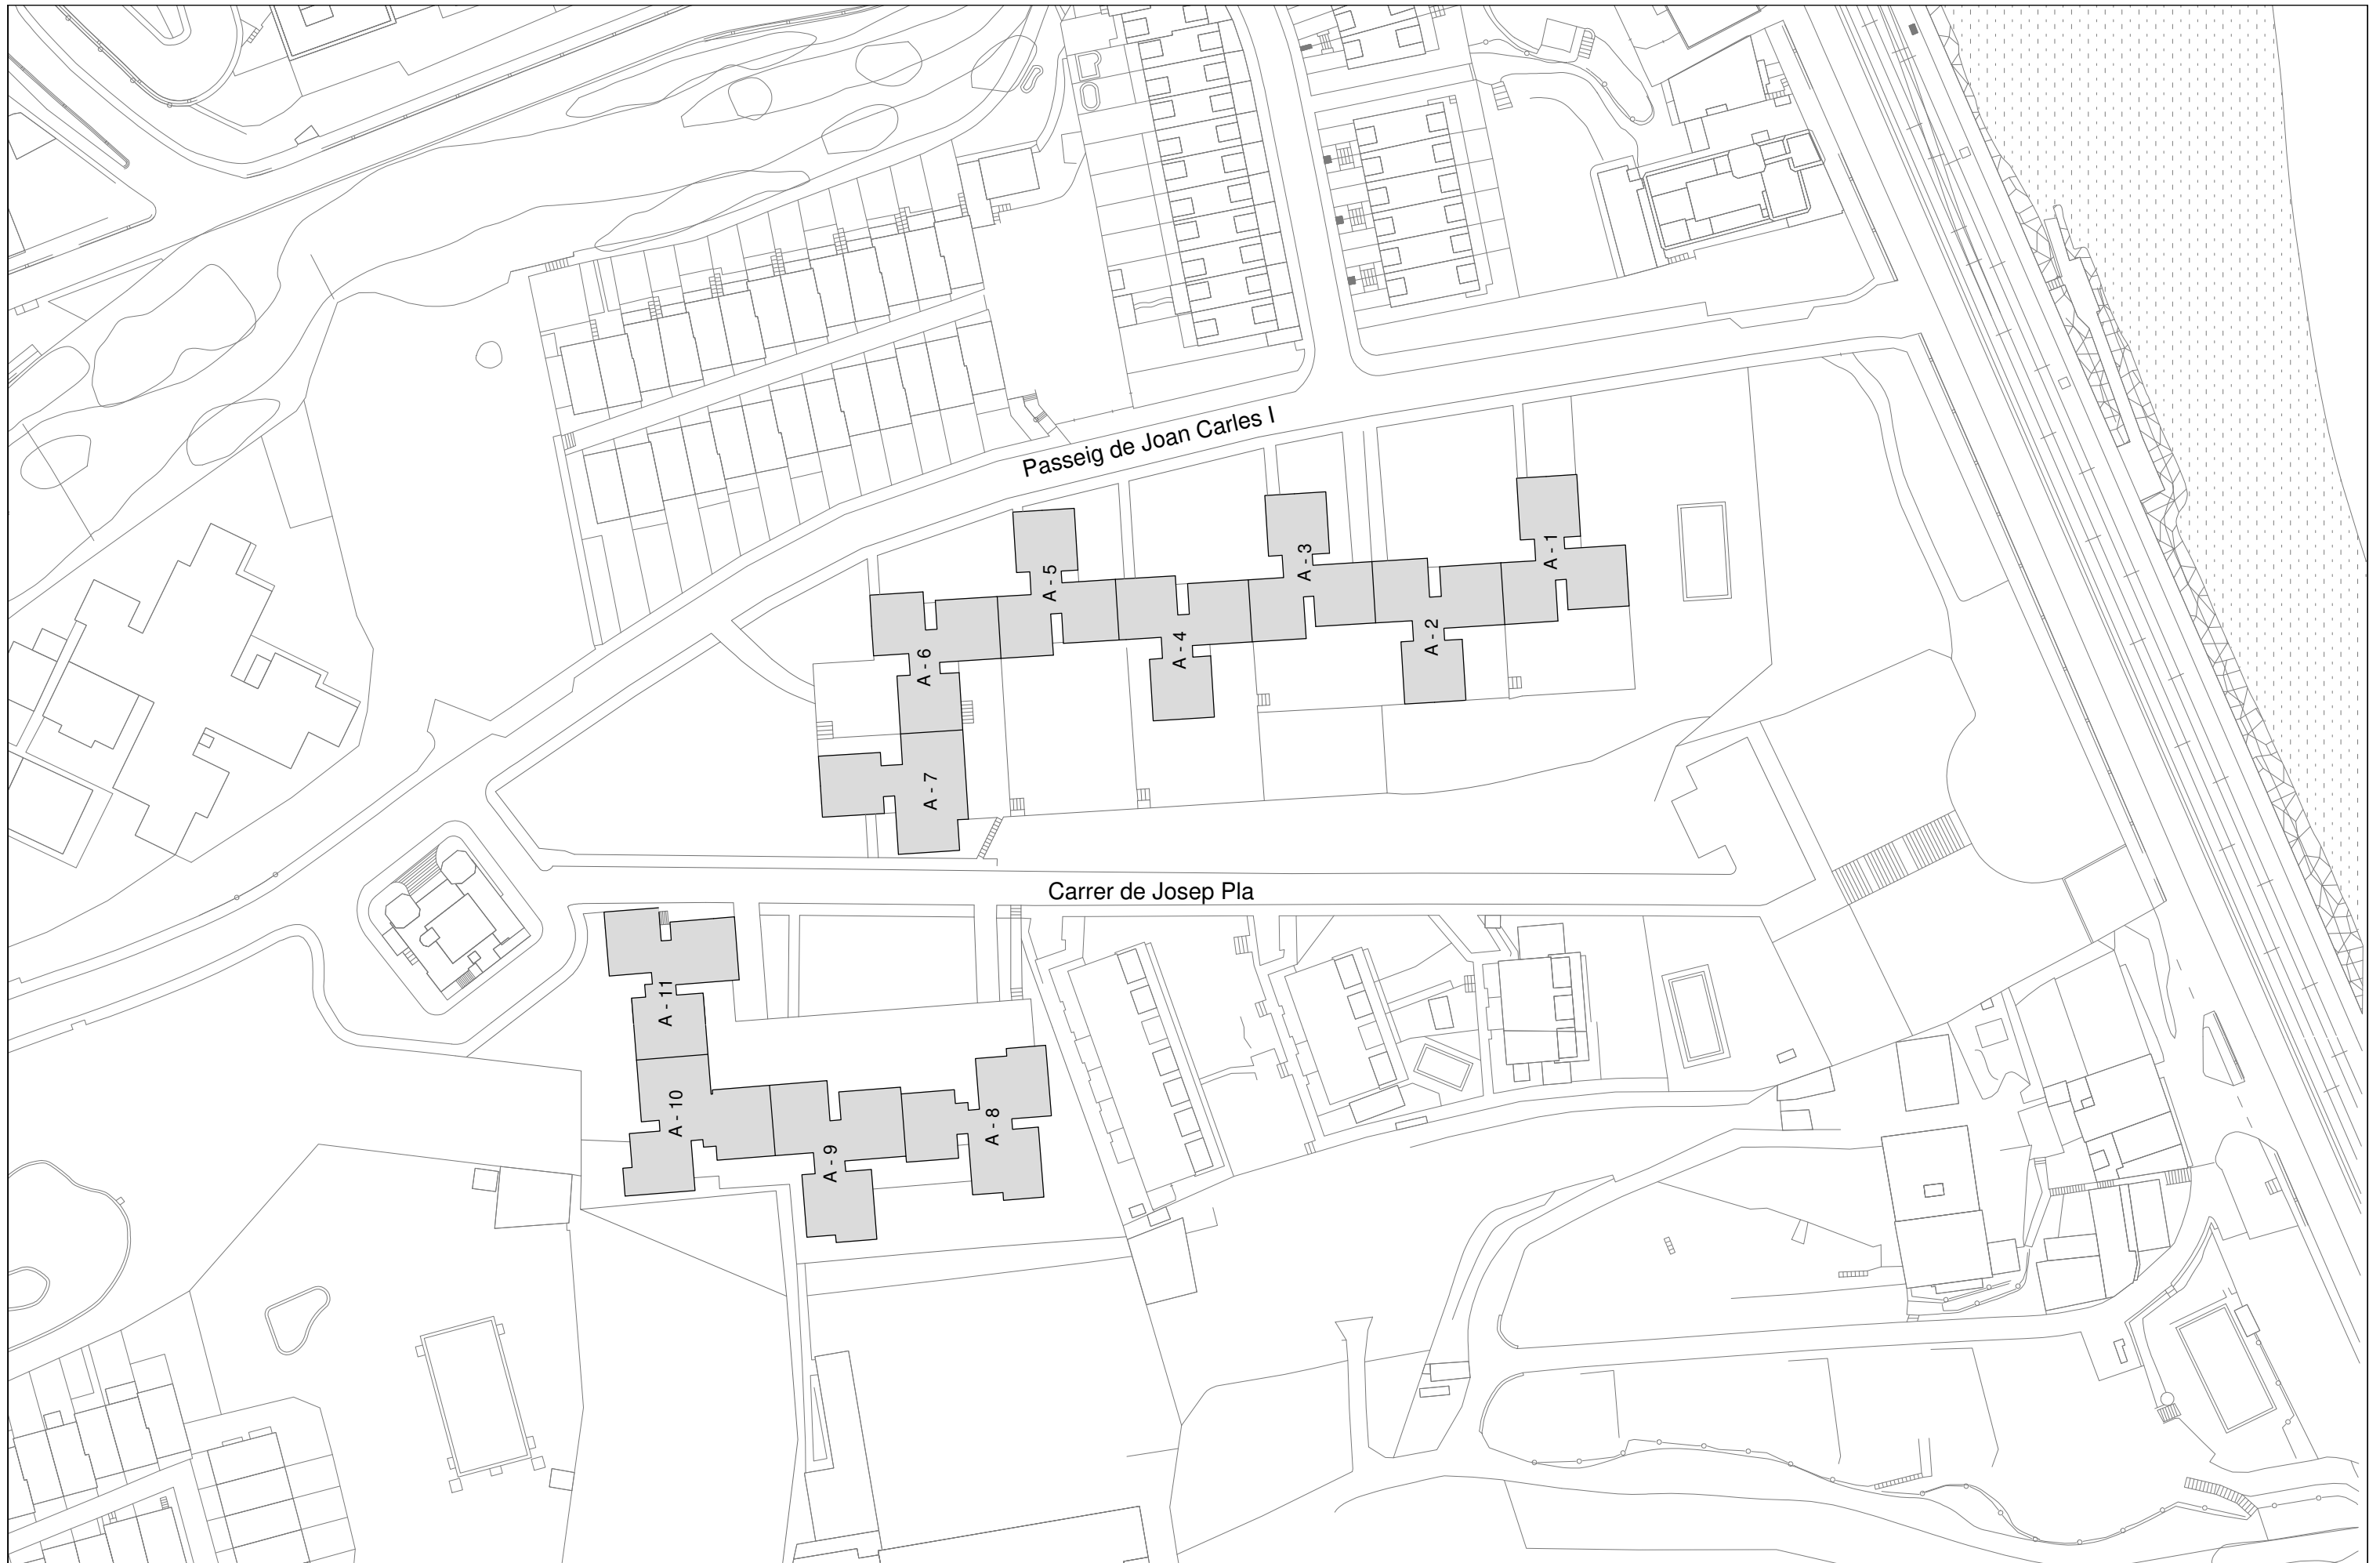 Passeig de Joan Carles I
A - 1
A - 3
A - 5
A - 2
A - 4
A - 6
A - 7
Carrer de Josep Pla
A - 11
A - 10
A - 8
A - 9